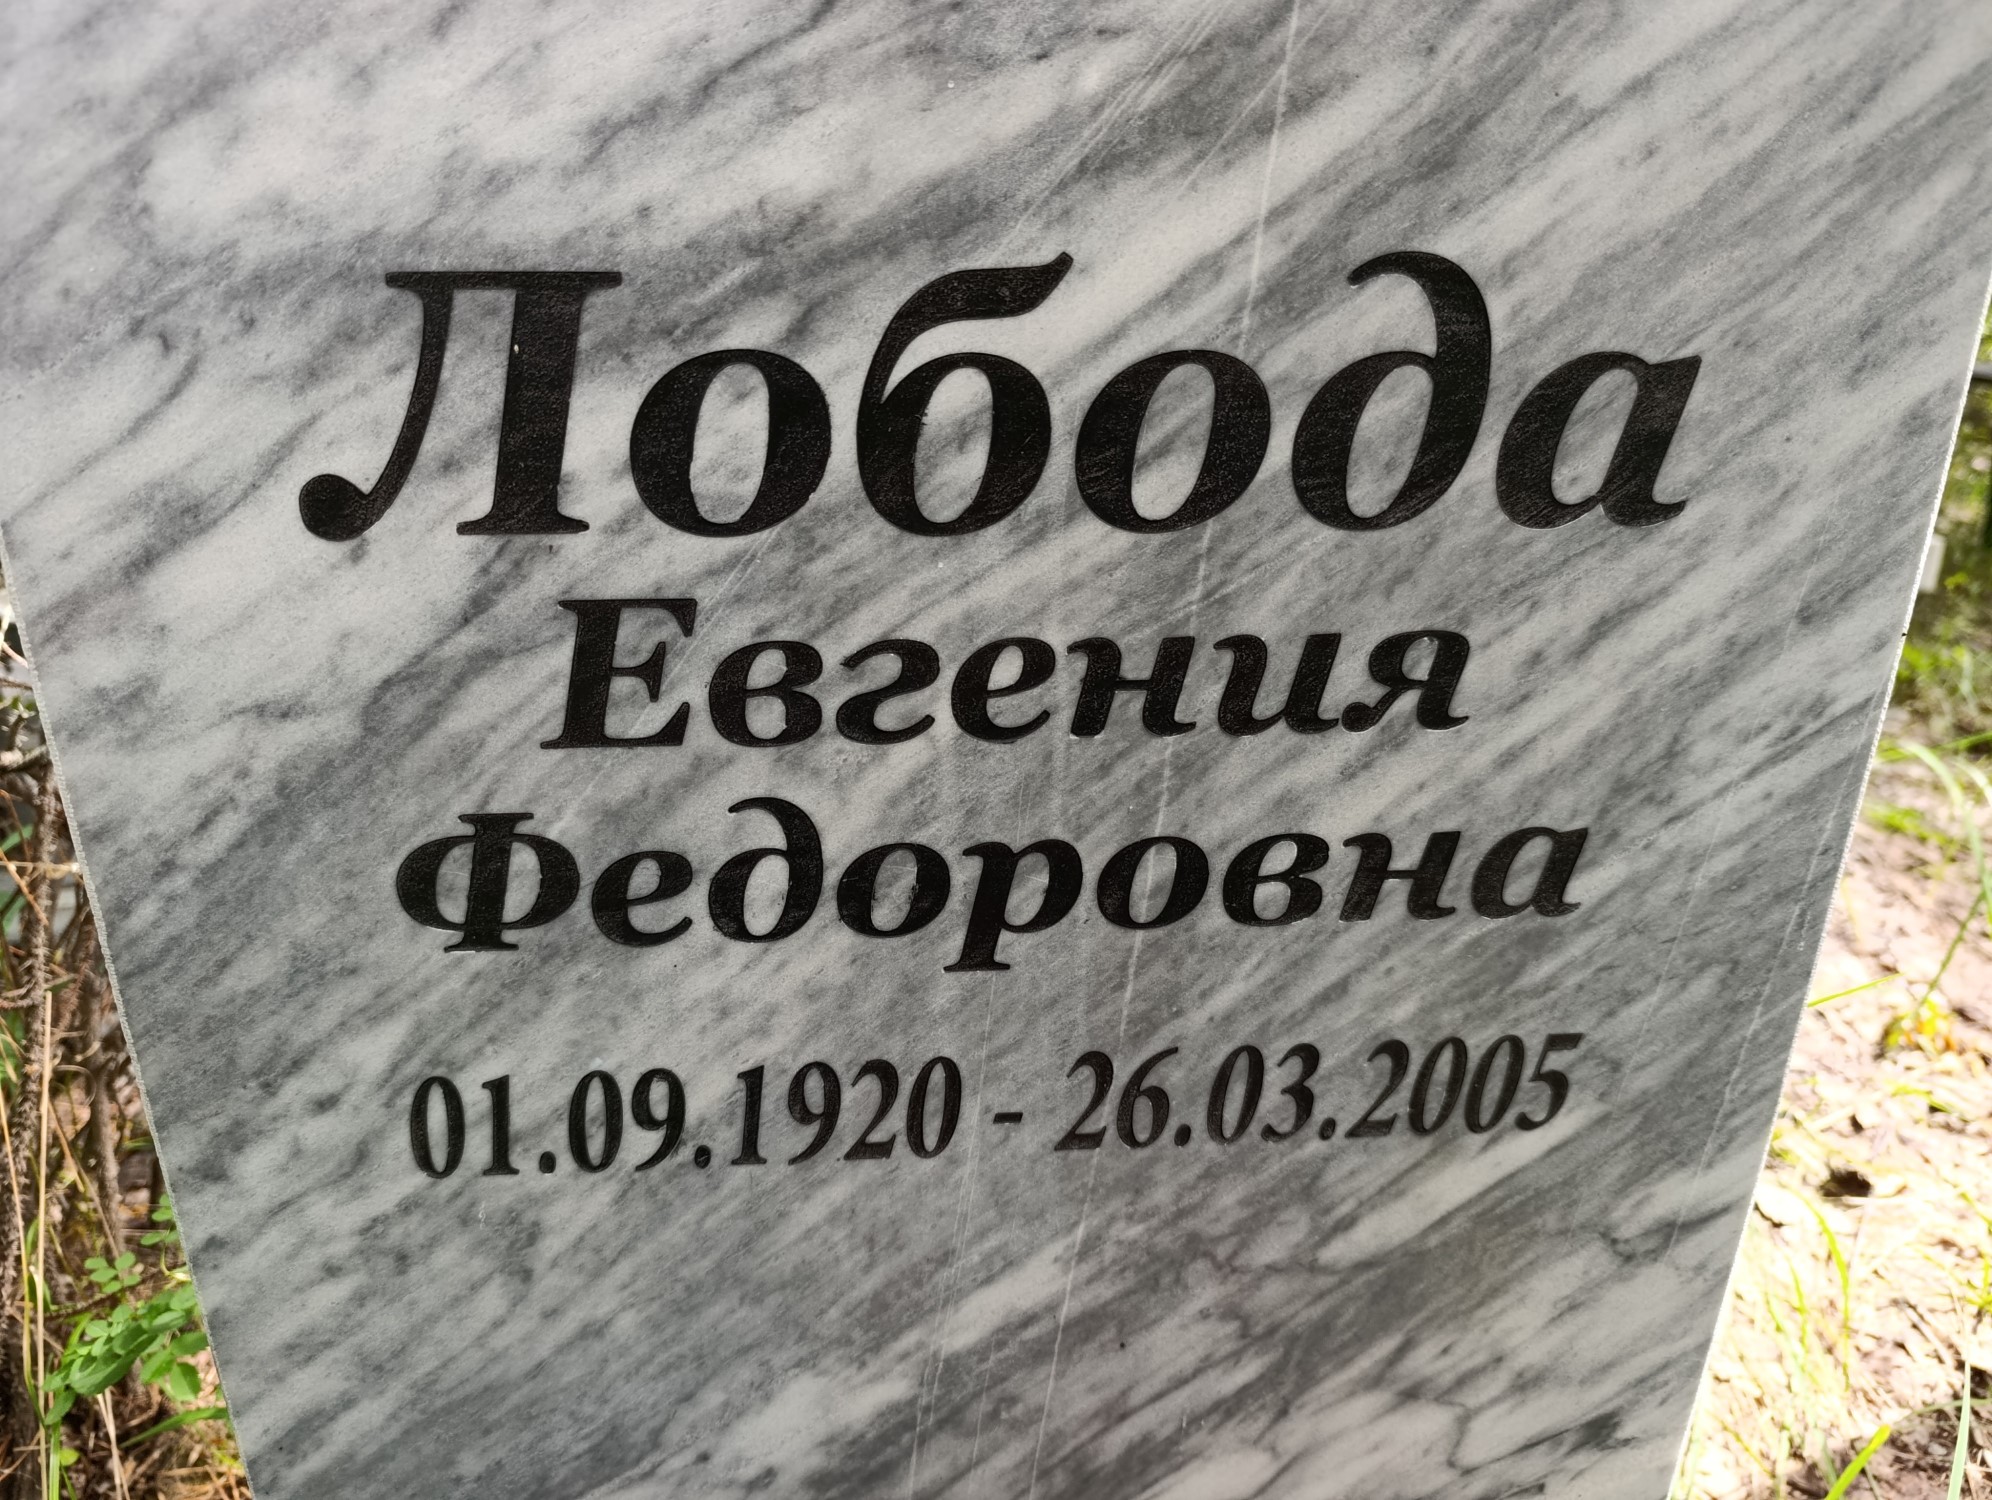 Лобода
Евгения
Федоровна
01.09.1920 - 26.03.2005